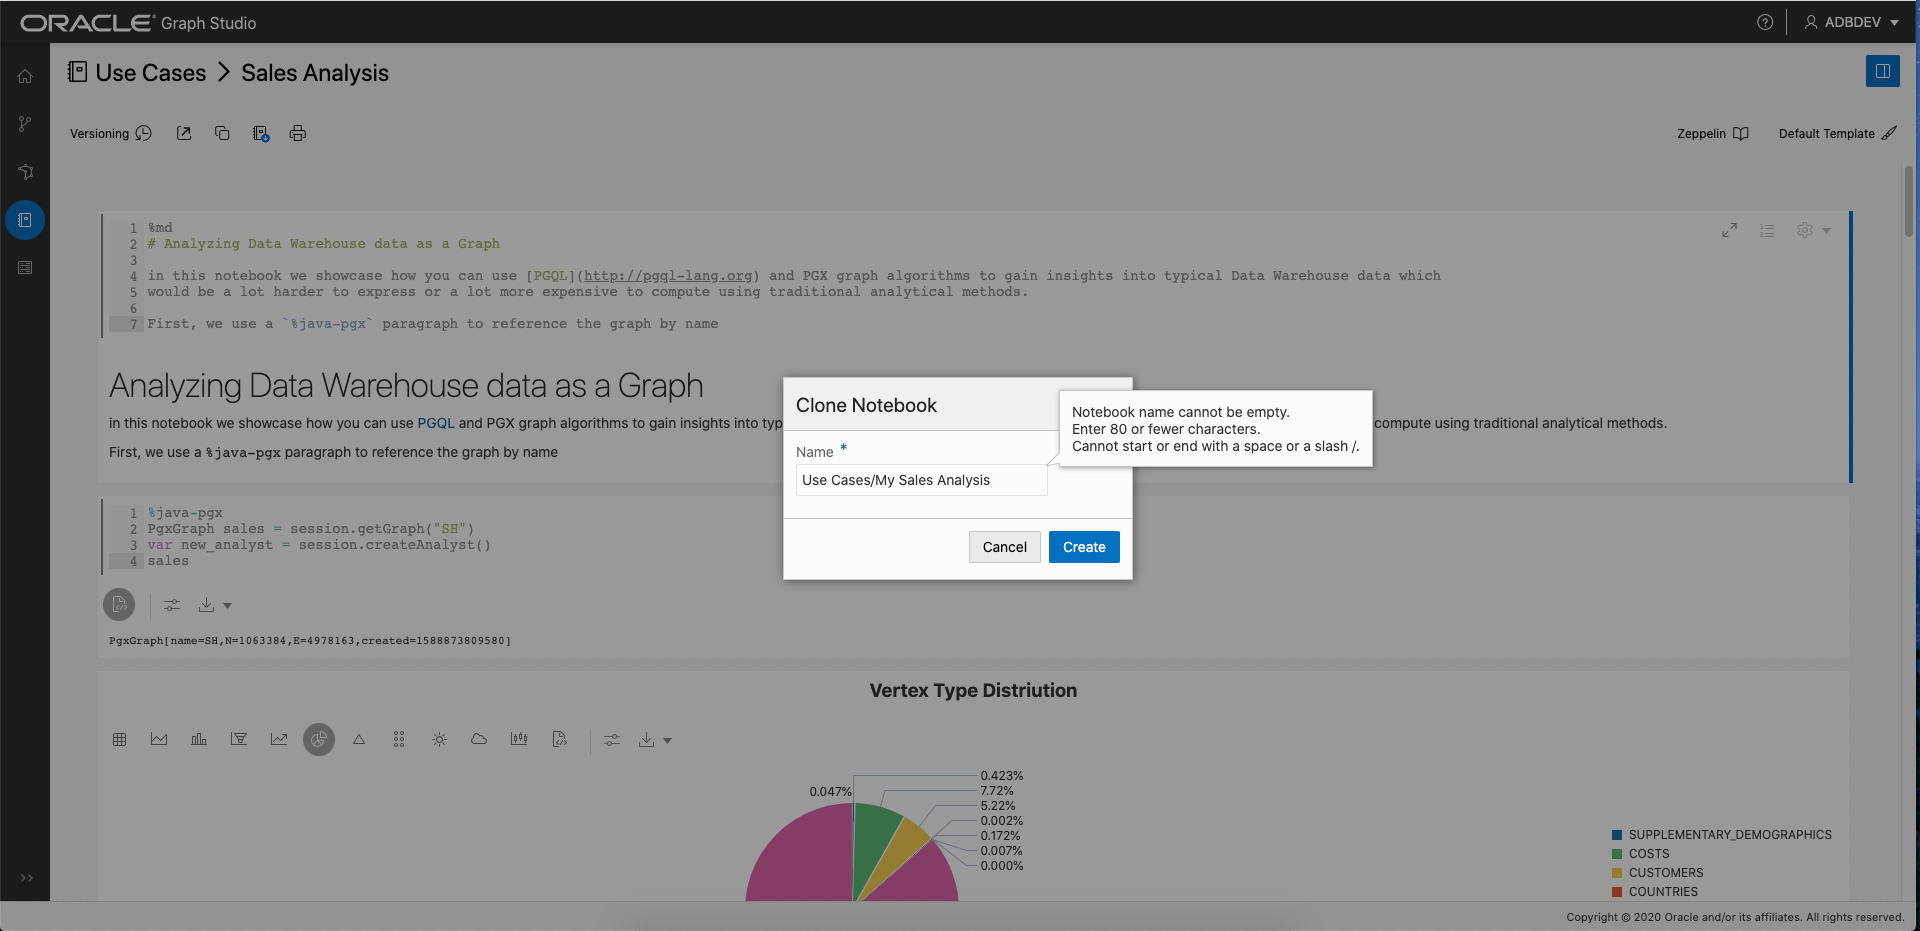 ORACLE® Graph Studio
ADBDEV
Use Cases > Sales Analysis
Versioning
Zeppelin
Default Template
1 %md
2 # Analyzing Data Warehouse data as a Graph
3
4 in this notebook we showcase how you can use [PGQL](http://pgql-lang.org) and PGX graph algorithms to gain insights into typical Data Warehouse data which
5 would be a lot harder to express or a lot more expensive to compute using traditional analytical methods.
6
7 First, we use a `%java-pgx` paragraph to reference the graph by name
Analyzing Data Warehouse data as a Graph
in this notebook we showcase how you can use PGQL and PGX graph algorithms to gain insights into typ
compute using traditional analytical methods.
First, we use a %java-pgx paragraph to reference the graph by name
Clone Notebook
Notebook name cannot be empty.
Enter 80 or fewer characters.
Cannot start or end with a space or a slash /.
Name *
Use Cases/My Sales Analysis
Cancel
Create
1 %java-pgx
2 PgxGraph sales = session.getGraph("SH")
3 var new_analyst = session.createAnalyst()
4 sales
PgxGraph[name=SH,N=1063384,E=4978163,created=1588873809580]
Vertex Type Distriution
0.047%
0.423%
7.72%
5.22%
0.002%
0.172%
0.007%
0.000%
SUPPLEMENTARY_DEMOGRAPHICS
COSTS
CUSTOMERS
COUNTRIES
Copyright © 2020 Oracle and/or its affiliates. All rights reserved.